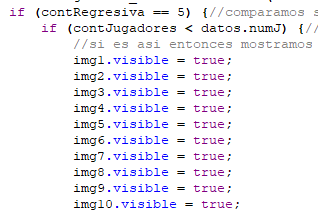 if (contRegresiva == 5) {//comparamos s
if (contJugadores < datos.numJ) {//
//si es asi entonces mostramos
img1.visible = true;
img2.visible = true;
img3.visible = true;
img4.visible = true;
img5.visible = true;
img6.visible = true;
img7.visible = true;
img8.visible = true;
img9.visible = true;
img10.visible = true;